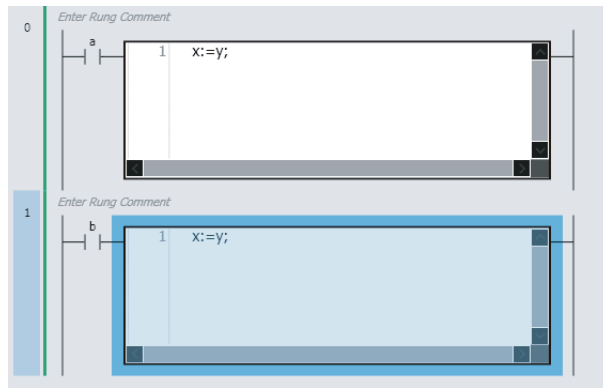 Enter Rung Comment
0
a
1 x:=y;
Enter Rung Comment
1
b
1 x:=y;